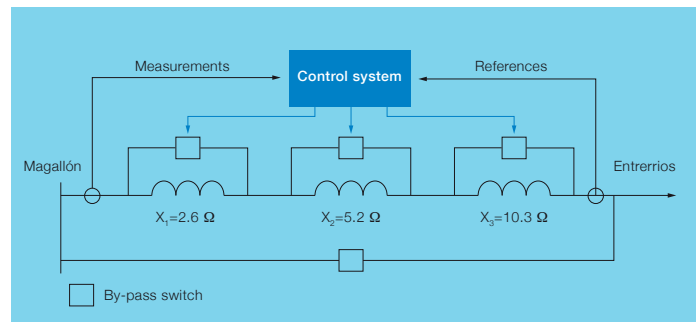 Measurements
Control system
References
Magallón
Entrerrios
X₁=2.6 Ω
X₂=5.2 Ω
X₃=10.3 Ω
By-pass switch